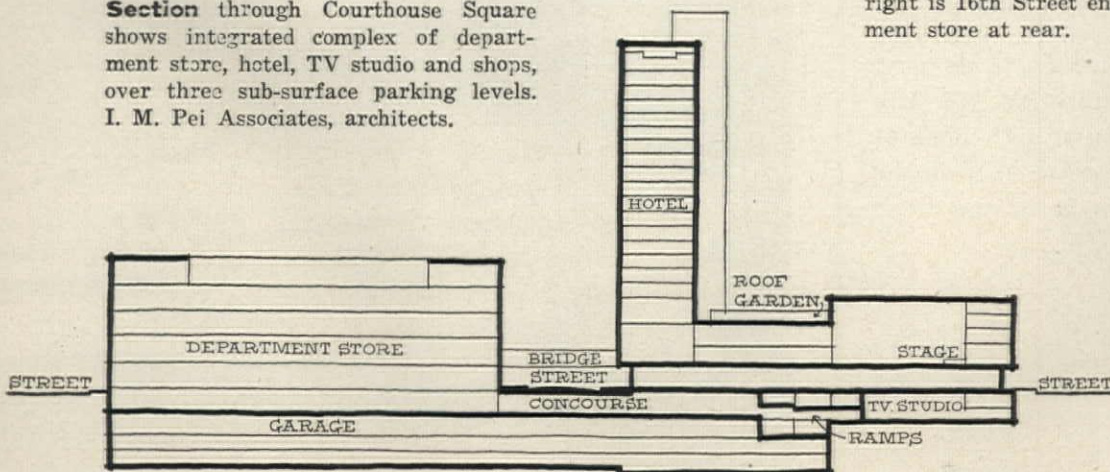 Section through Courthouse Square
shows integrated complex of depart-
ment store, hotel, TV studio and shops,
over three sub-surface parking levels.
I. M. Pei Associates, architects.
right is 16th Street en
ment store at rear.
HOTEL
ROOF
GARDEN
DEPARTMENT STORE
BRIDGE
STAGE
STREET
STREET
STREET
CONCOURSE
TV. STUDIO
GARAGE
RAMPS